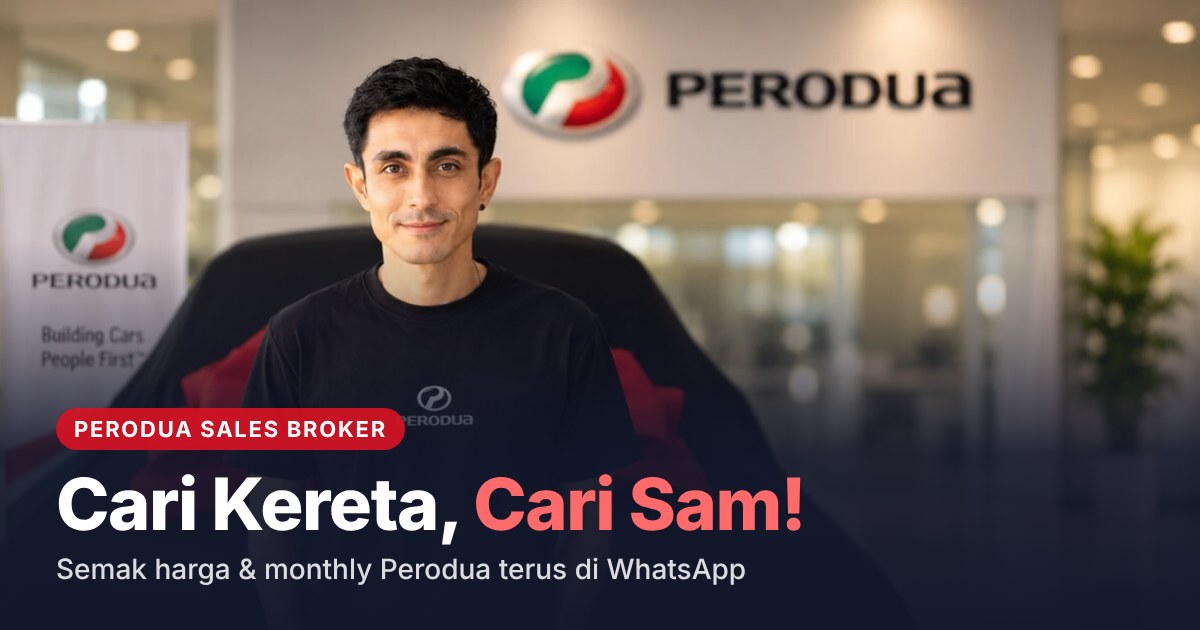 PERODUA
PERODUA
Building Cars
People First™
PERODUA
PERODUA SALES BROKER
Cari Kereta, Cari Sam!
Semak harga & monthly Perodua terus di WhatsApp